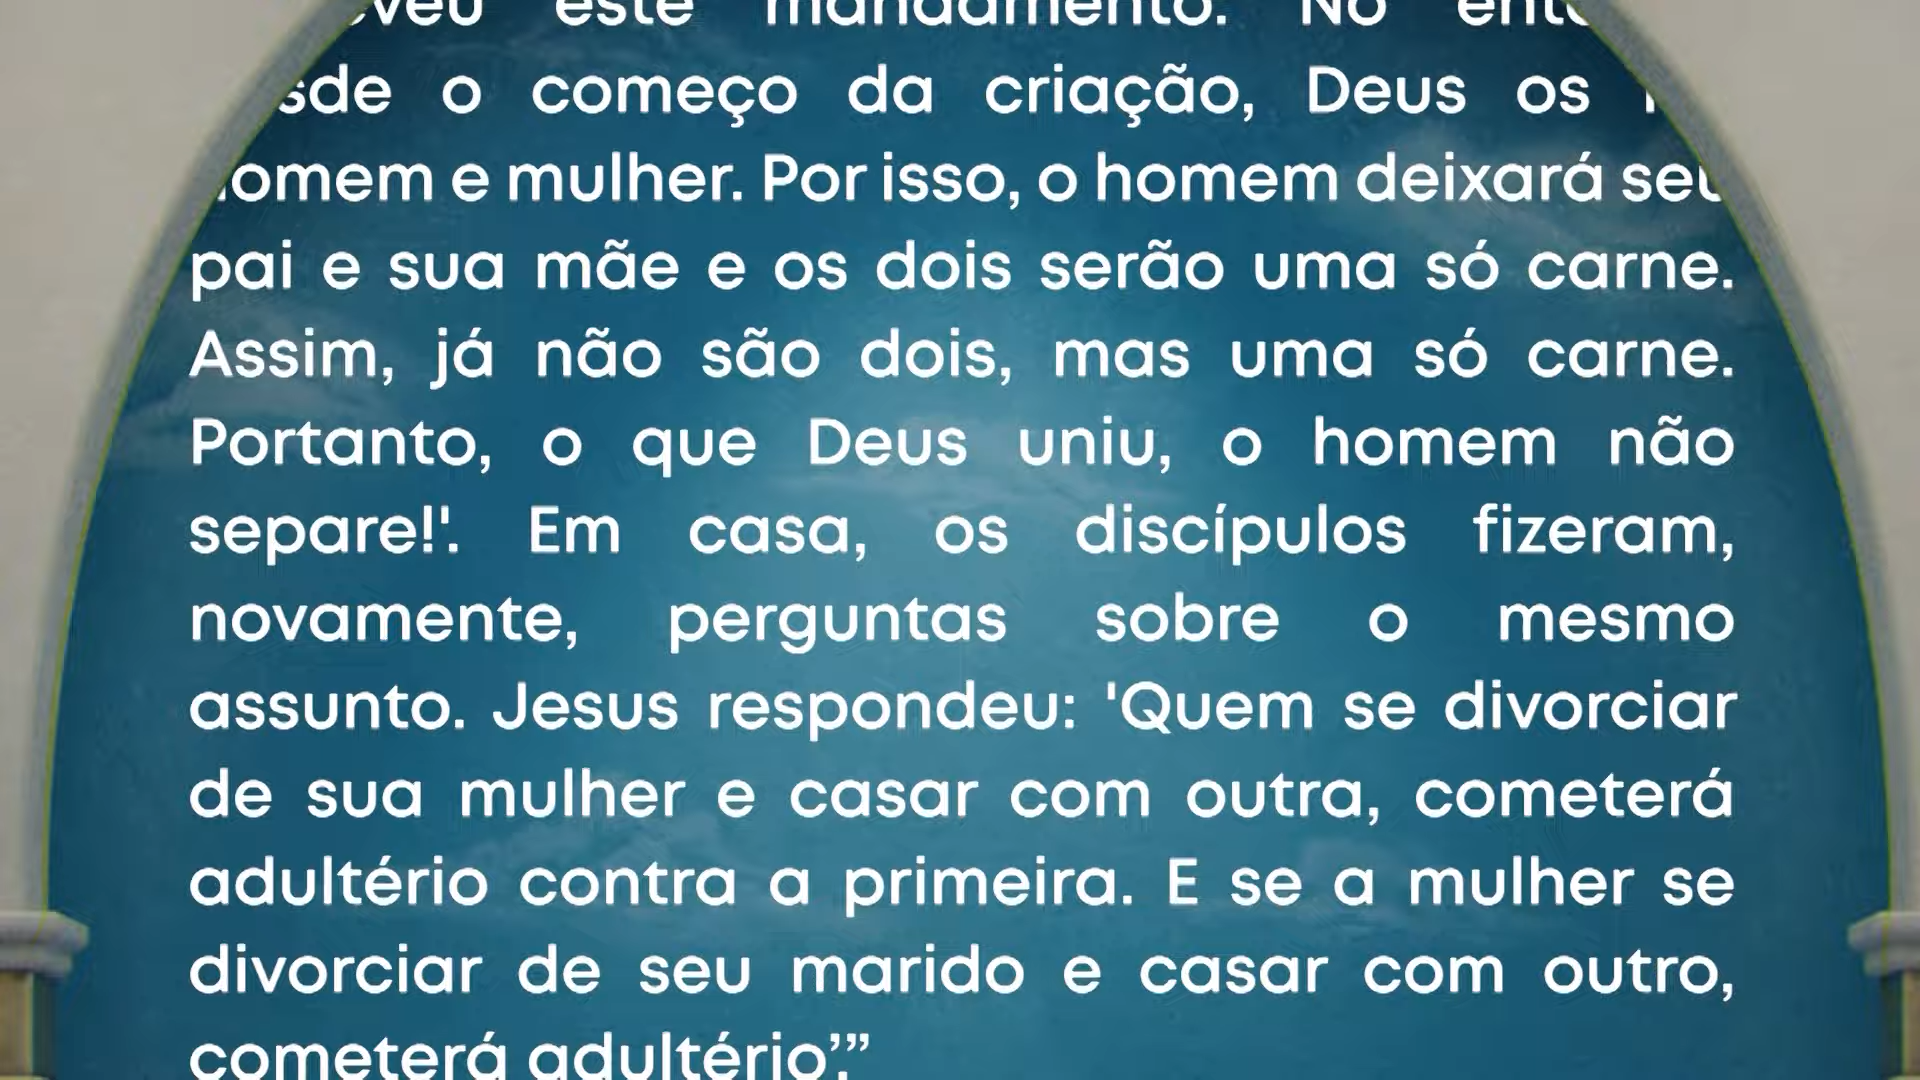 este mandamento. No
o começo da criação, Deus os
e mulher. Por isso, o homem deixará seu
pai e sua mãe e os dois serão uma só carne.
Assim, já não são dois, mas uma só carne.
Portanto, o que Deus uniu, o homem não
separe!'. Em casa, os discípulos fizeram,
novamente, perguntas sobre o mesmo
assunto. Jesus respondeu: 'Quem se divorciar
de sua mulher e casar com outra, cometerá
adultério contra a primeira. E se a mulher se
divorciar de seu marido e casar com outro,
cometerá adultério’.”